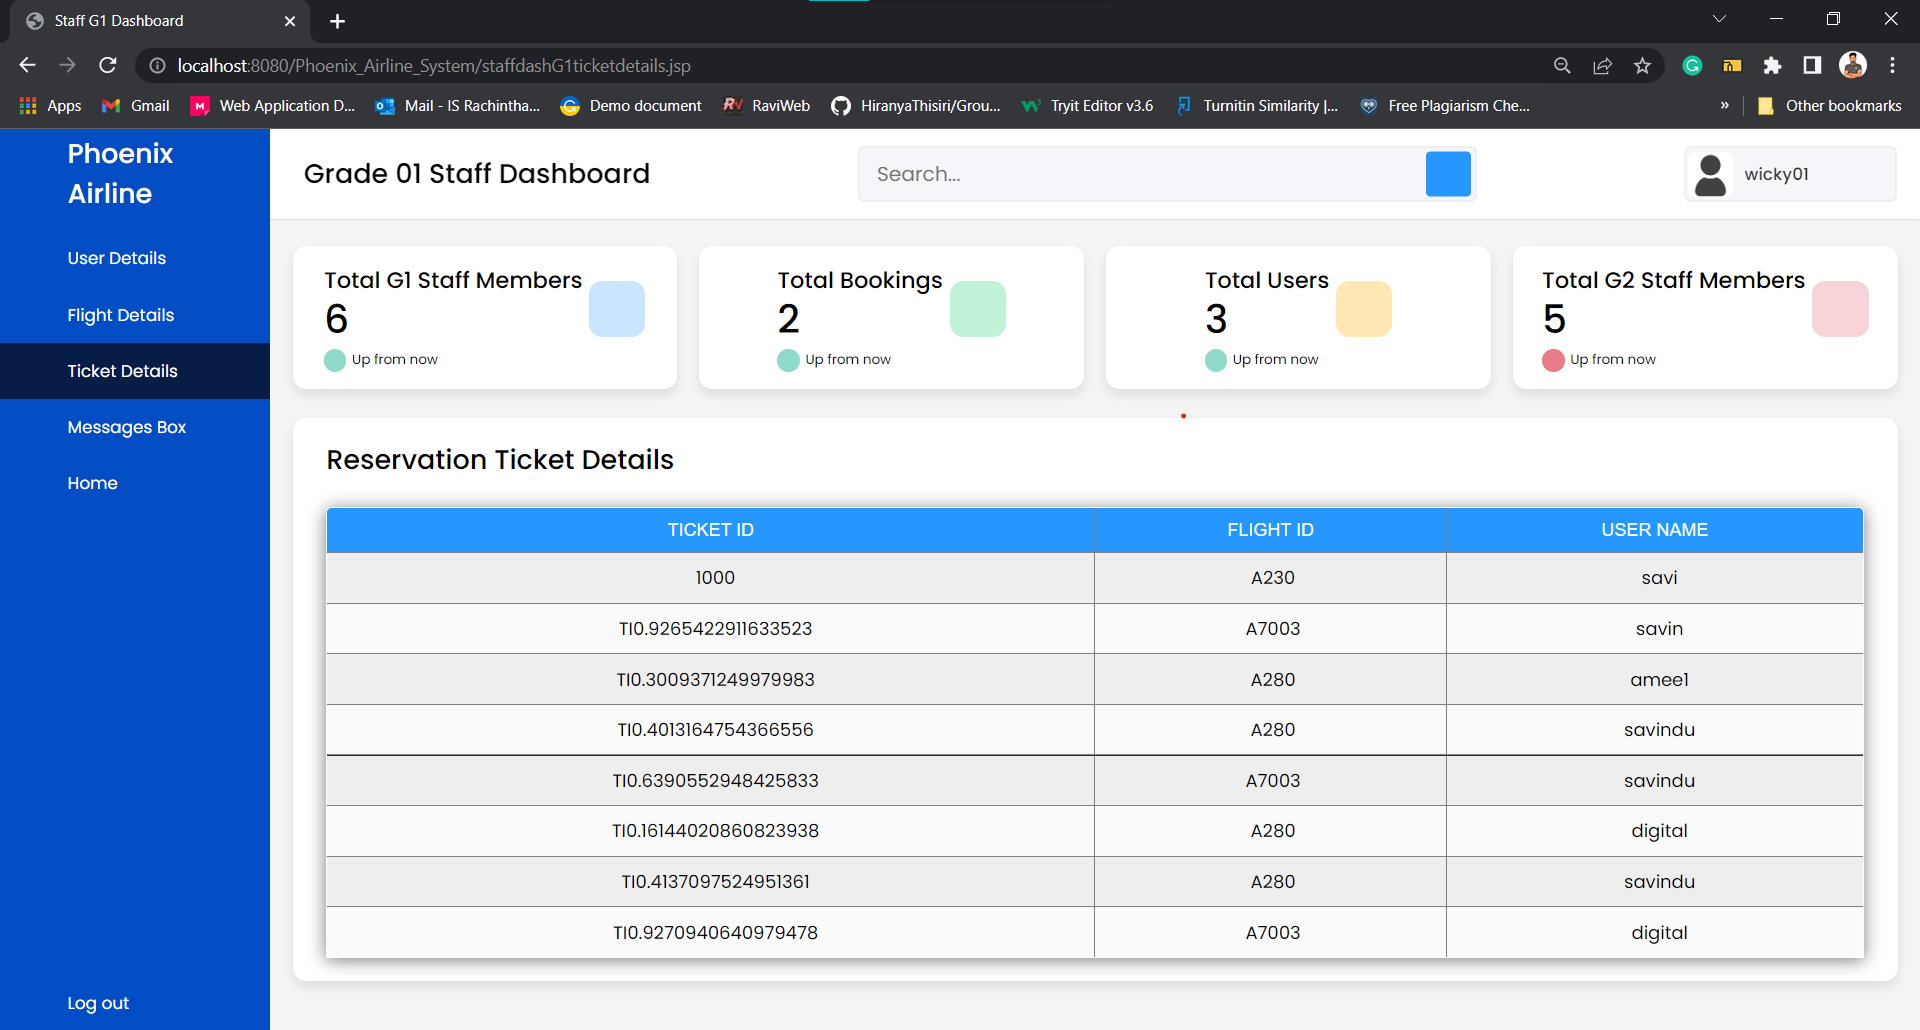 Staff G1 Dashboard
localhost:8080/Phoenix_Airline_System/staffdashG1ticketdetails.jsp
Apps Gmail Web Application D... Mail - IS Rachintha... Demo document RaviWeb HiranyaThisiri/Grou... Tryit Editor v3.6 Turnitin Similarity |... Free Plagiarism Che... » Other bookmarks
Phoenix
Airline
User Details
Flight Details
Ticket Details
Messages Box
Home
Log out
Grade 01 Staff Dashboard
Search...
wicky01
Total G1 Staff Members
6
Up from now
Total Bookings
2
Up from now
Total Users
3
Up from now
Total G2 Staff Members
5
Up from now
Reservation Ticket Details
TICKET ID FLIGHT ID USER NAME
1000 A230 savi
TI0.9265422911633523 A7003 savin
TI0.3009371249979983 A280 amee1
TI0.4013164754366556 A280 savindu
TI0.6390552948425833 A7003 savindu
TI0.16144020860823938 A280 digital
TI0.4137097524951361 A280 savindu
TI0.9270940640979478 A7003 digital